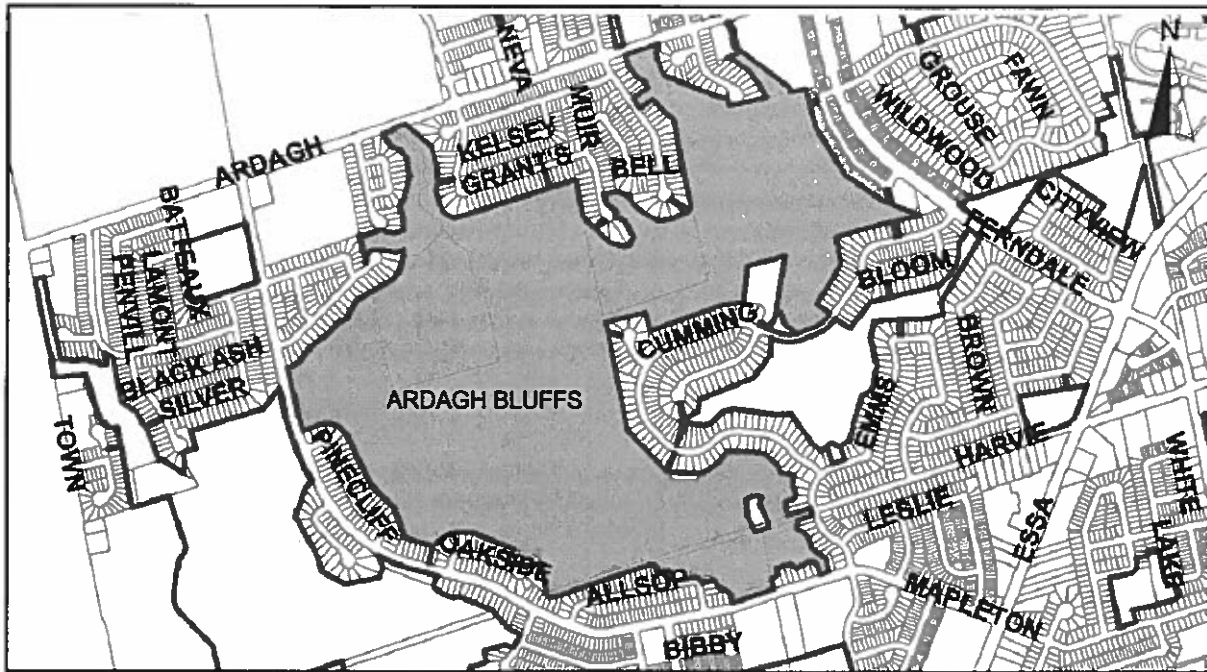 NEVA
N
FAWN
GROUSE
WILDWOOD
MUIR
KELSEY
GRANT'S
BELL
ARDAGH
CITYVIEW
FERNDALE
BATTEAUX
LAMONT
PENVILL
BLOOM
CUMMING
BROWN
BLACK ASH
SILVER
ARDAGH BLUFFS
EMMS
TOWN
PINECLIFF
HARVIE
WHITE
LESLIE
ESSA
LAKE
OAKSIDE
ALLSOP
MAPLETON
BIBBY